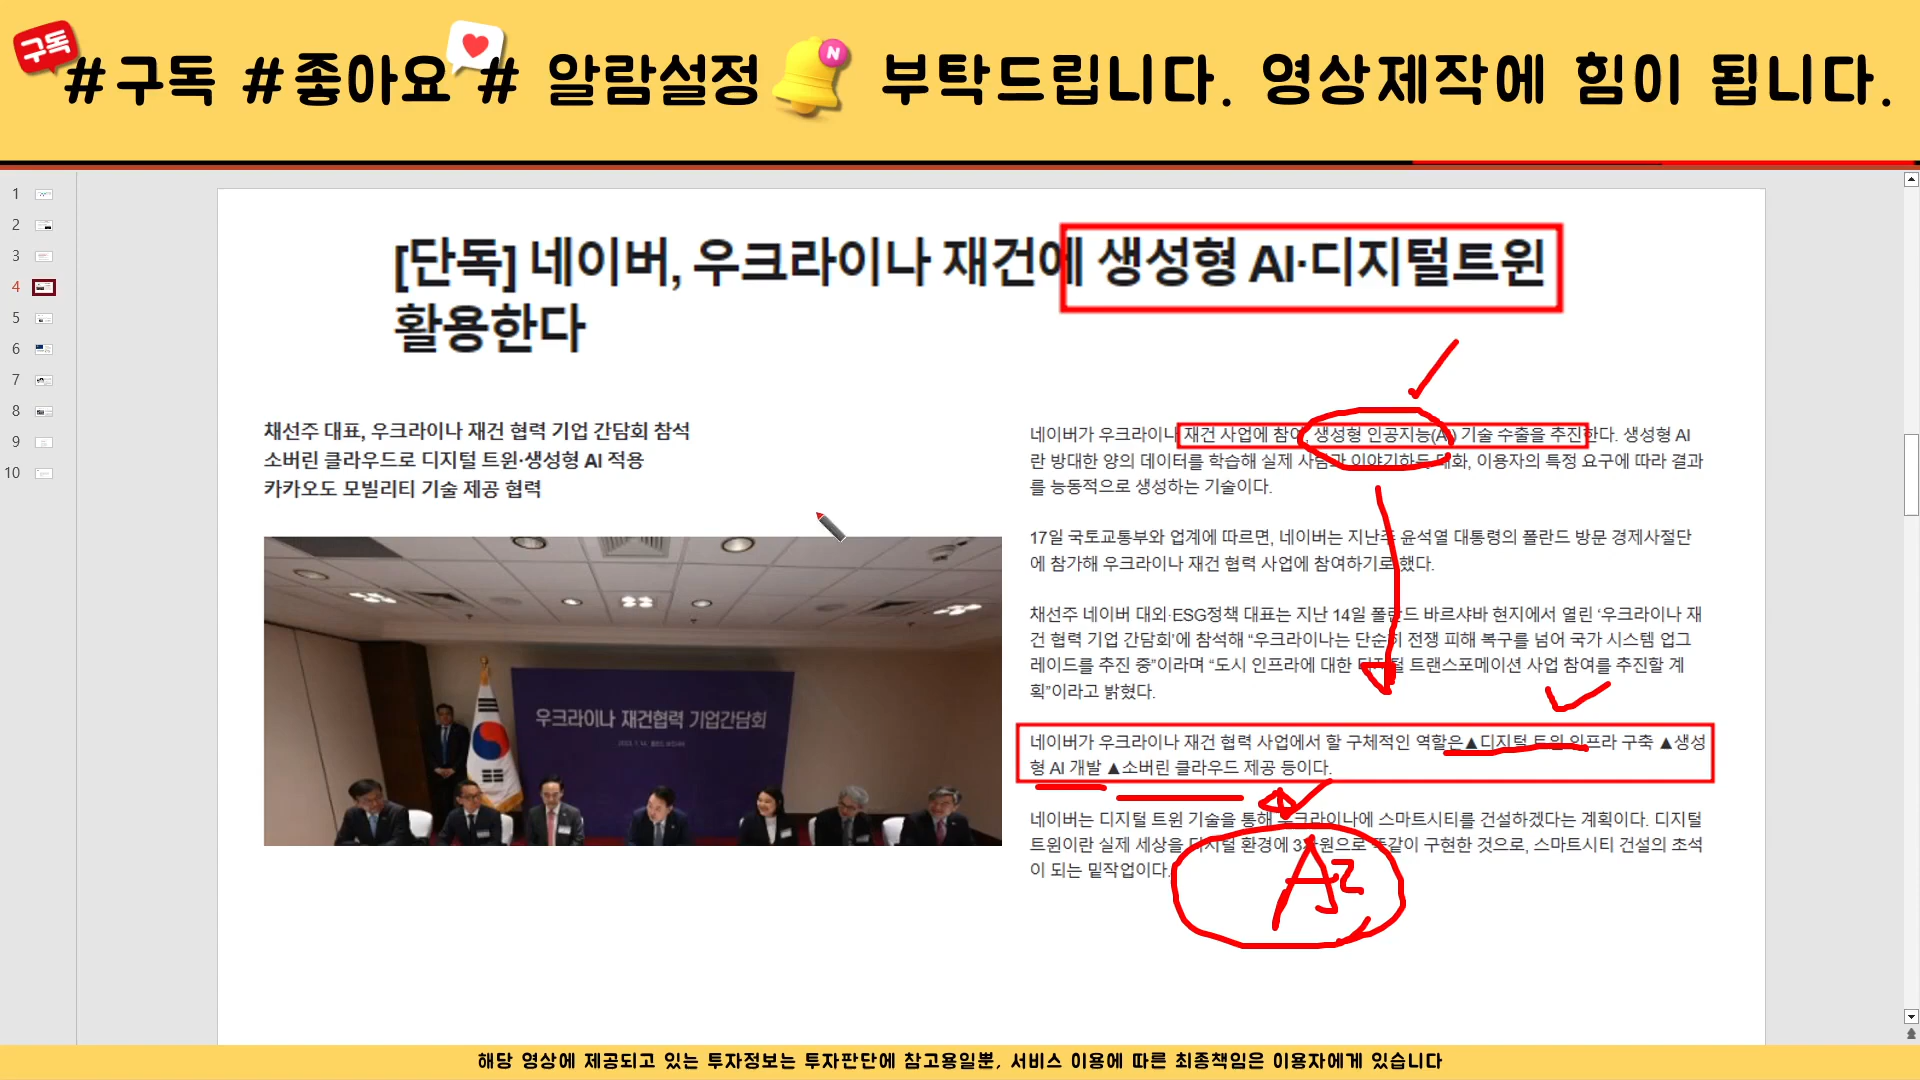 구독
#구독 #좋아요 # 알람설정 N 부탁드립니다. 영상제작에 힘이 됩니다.
1
2
3
4
5
6
7
8
9
10
[단독] 네이버, 우크라이나 재건에 생성형 AI·디지털트윈
활용한다
채선주 대표, 우크라이나 재건 협력 기업 간담회 참석
소버린 클라우드로 디지털 트윈·생성형 AI 적용
카카오도 모빌리티 기술 제공 협력
우크라이나 재건협력 기업간담회
네이버가 우크라이나 재건 사업에 참여, 생성형 인공지능(AI) 기술 수출을 추진한다. 생성형 AI
란 방대한 양의 데이터를 학습해 실제 사람과 이야기하듯 대화, 이용자의 특정 요구에 따라 결과
를 능동적으로 생성하는 기술이다.
17일 국토교통부와 업계에 따르면, 네이버는 지난주 윤석열 대통령의 폴란드 방문 경제사절단
에 참가해 우크라이나 재건 협력 사업에 참여하기로 했다.
채선주 네이버 대외·ESG정책 대표는 지난 14일 폴란드 바르샤바 현지에서 열린 ‘우크라이나 재
건 협력 기업 간담회’에 참석해 “우크라이나는 단순히 전쟁 피해 복구를 넘어 국가 시스템 업그
레이드를 추진 중”이라며 “도시 인프라에 대한 디지털 트랜스포메이션 사업 참여를 추진할 계
획”이라고 밝혔다.
네이버가 우크라이나 재건 협력 사업에서 할 구체적인 역할은▲디지털 트윈 인프라 구축 ▲생성
형 AI 개발 ▲소버린 클라우드 제공 등이다.
네이버는 디지털 트윈 기술을 통해 우크라이나에 스마트시티를 건설하겠다는 계획이다. 디지털
트윈이란 실제 세상을 디지털 환경에 3차원으로 똑같이 구현한 것으로, 스마트시티 건설의 초석
이 되는 밑작업이다.
해당 영상에 제공되고 있는 투자정보는 투자판단에 참고용일뿐, 서비스 이용에 따른 최종책임은 이용자에게 있습니다